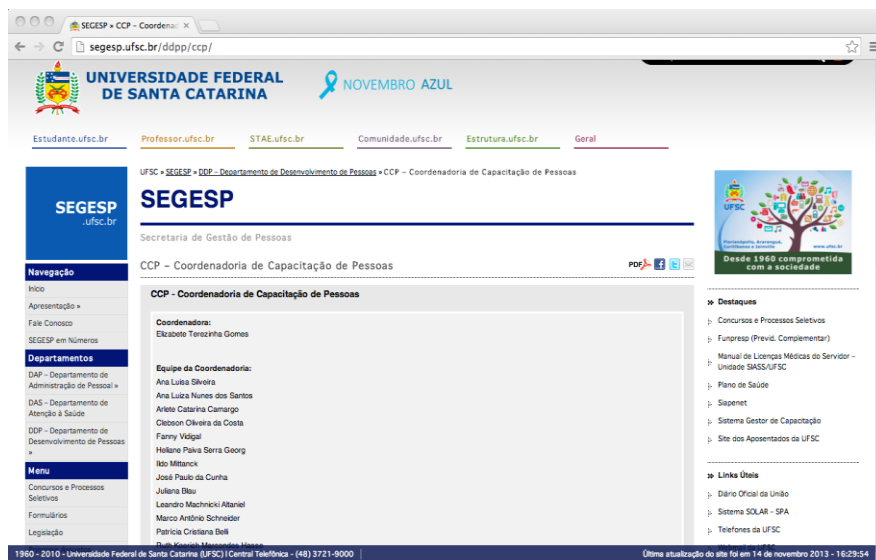 SEGESP » CCP – Coordenad
segesp.ufsc.br/ddpp/ccp/
UNIVERSIDADE FEDERAL
DE SANTA CATARINA
NOVEMBRO AZUL
Estudante.ufsc.br
Professor.ufsc.br
STAE.ufsc.br
Comunidade.ufsc.br
Estrutura.ufsc.br
Geral
UFSC » SEGESP » DDP – Departamento de Desenvolvimento de Pessoas » CCP – Coordenadoria de Capacitação de Pessoas
SEGESP
.ufsc.br
SEGESP
Secretaria de Gestão de Pessoas
CCP – Coordenadoria de Capacitação de Pessoas
PDF
Navegação
Início
Apresentação »
Fale Conosco
SEGESP em Números
Departamentos
DAP – Departamento de
Administração de Pessoal »
DAS – Departamento de
Atenção à Saúde
DDP – Departamento de
Desenvolvimento de Pessoas
»
Menu
Concursos e Processos
Seletivos
Formulários
Legislação
CCP - Coordenadoria de Capacitação de Pessoas
Coordenadora:
Elizabete Terezinha Gomes
Equipe da Coordenadoria:
Ana Luisa Silveira
Ana Luiza Nunes dos Santos
Arlete Catarina Camargo
Clebson Oliveira da Costa
Fanny Vidigal
Heliane Paiva Serra Georg
Ildo Mittanck
José Paulo da Cunha
Juliana Blau
Leandro Machnicki Altaniel
Marco Antônio Schneider
Patrícia Cristiana Belli
UFSC
Florianópolis, Araranguá,
Curitibanos e Joinville
www.ufsc.br
Desde 1960 comprometida
com a sociedade
» Destaques
Concursos e Processos Seletivos
Funpresp (Previd. Complementar)
Manual de Licenças Médicas do Servidor –
Unidade SIASS/UFSC
Plano de Saúde
Siapenet
Sistema Gestor de Capacitação
Site dos Aposentados da UFSC
» Links Úteis
Diário Oficial da União
Sistema SOLAR – SPA
Telefones da UFSC
1960 - 2010 - Universidade Federal de Santa Catarina (UFSC) | Central Telefônica - (48) 3721-9000
Última atualização do site foi em 14 de novembro 2013 - 16:29:54